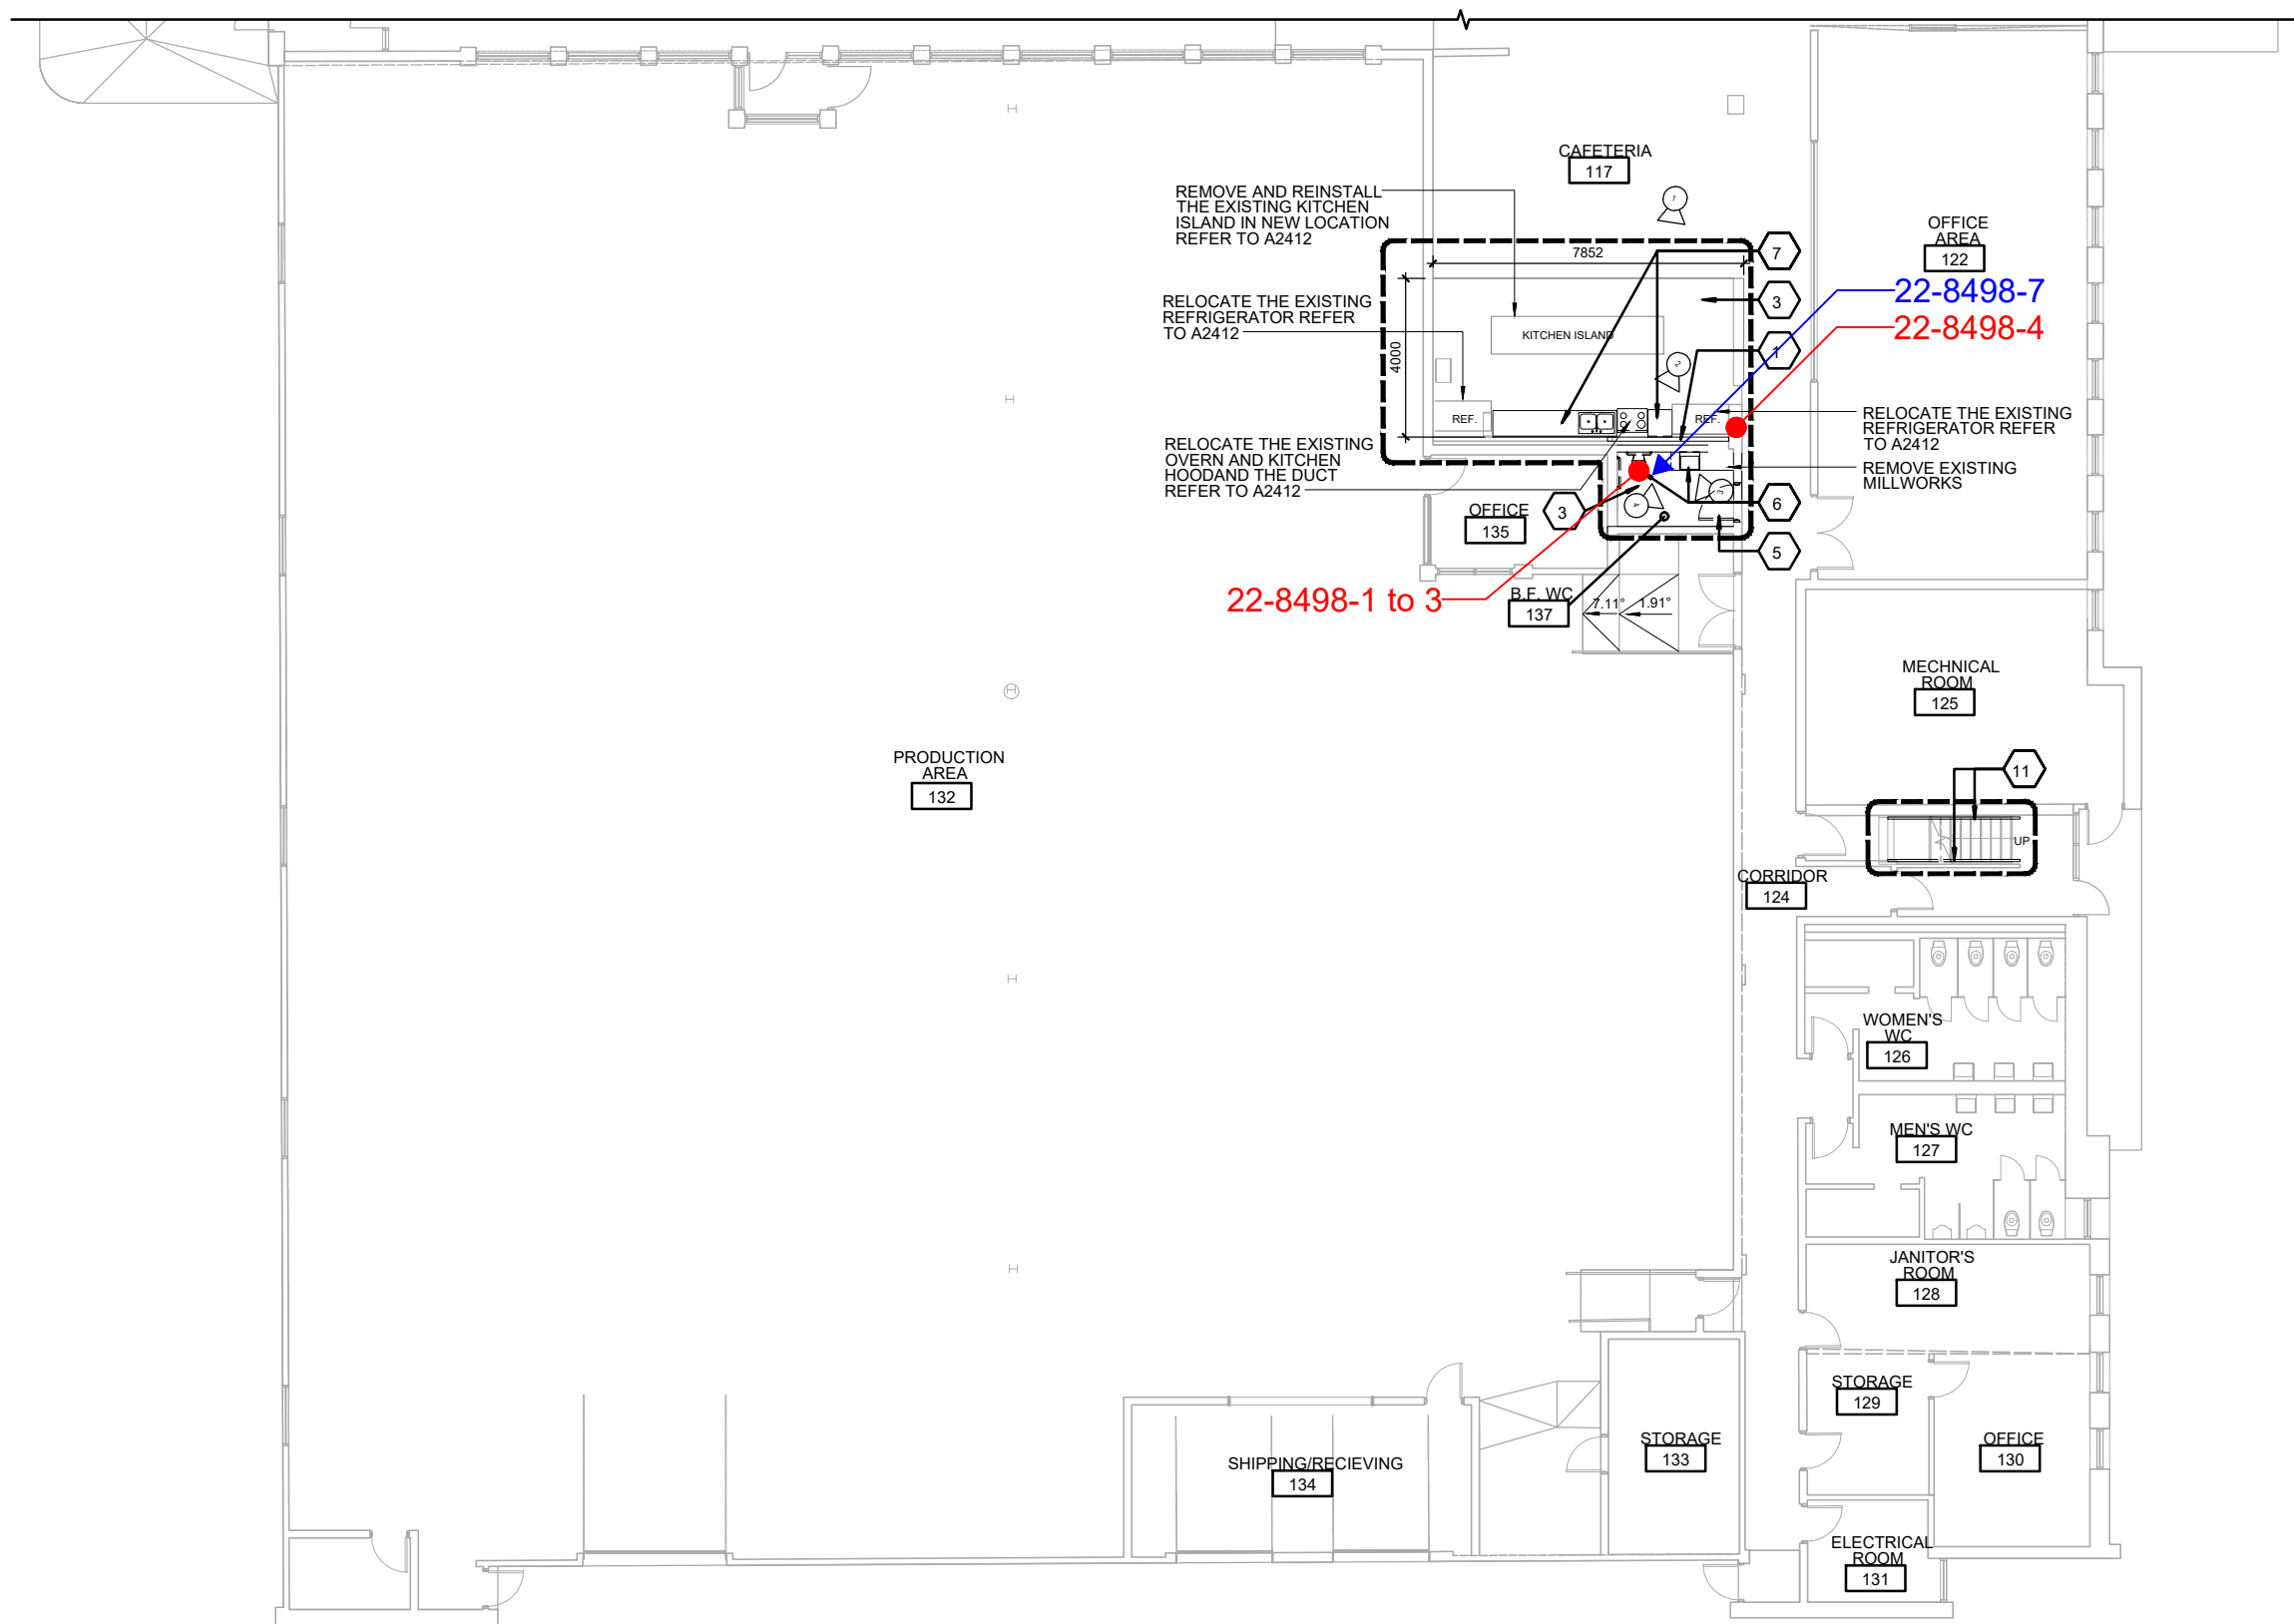 CAFETERIA
117
REMOVE AND REINSTALL
THE EXISTING KITCHEN
ISLAND IN NEW LOCATION
REFER TO A2412
1
OFFICE
AREA
122
7852
7
22-8498-7
3
22-8498-4
RELOCATE THE EXISTING
REFRIGERATOR REFER
TO A2412
KITCHEN ISLAND
4000
1
2
REF.
REF.
RELOCATE THE EXISTING
REFRIGERATOR REFER
TO A2412
RELOCATE THE EXISTING
OVERN AND KITCHEN
HOODAND THE DUCT
REFER TO A2412
REMOVE EXISTING
MILLWORKS
3
4
6
OFFICE
135
3
5
22-8498-1 to 3
B.F. WC
137
7.11°
1.91°
MECHNICAL
ROOM
125
PRODUCTION
AREA
132
11
UP
CORRIDOR
124
WOMEN'S
WC
126
MEN'S WC
127
JANITOR'S
ROOM
128
STORAGE
129
STORAGE
133
OFFICE
130
SHIPPING/RECIEVING
134
ELECTRICAL
ROOM
131